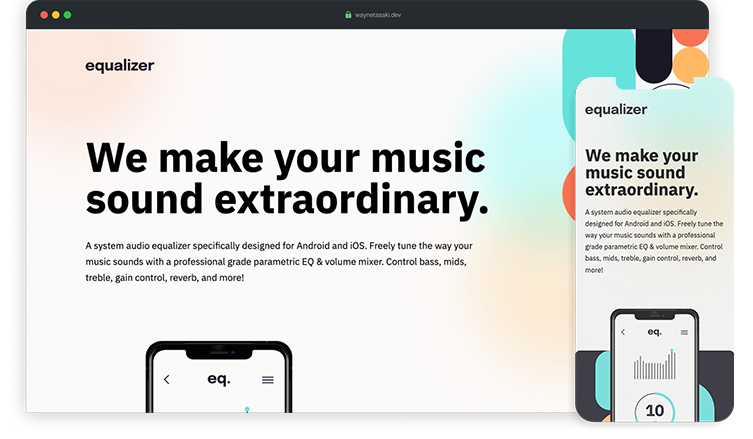 waynetasaki.dev
equalizer
We make your music
sound extraordinary.
A system audio equalizer specifically designed for Android and iOS. Freely tune the way your
music sounds with a professional grade parametric EQ & volume mixer. Control bass, mids,
treble, gain control, reverb, and more!
eq.
equalizer
We make your
music sound
extraordinary.
A system audio equalizer specifically
designed for Android and iOS. Freely tune the
way your music sounds with a professional
grade parametric EQ & volume mixer. Control
bass, mids, treble, gain control, reverb, and
more!
eq.
10